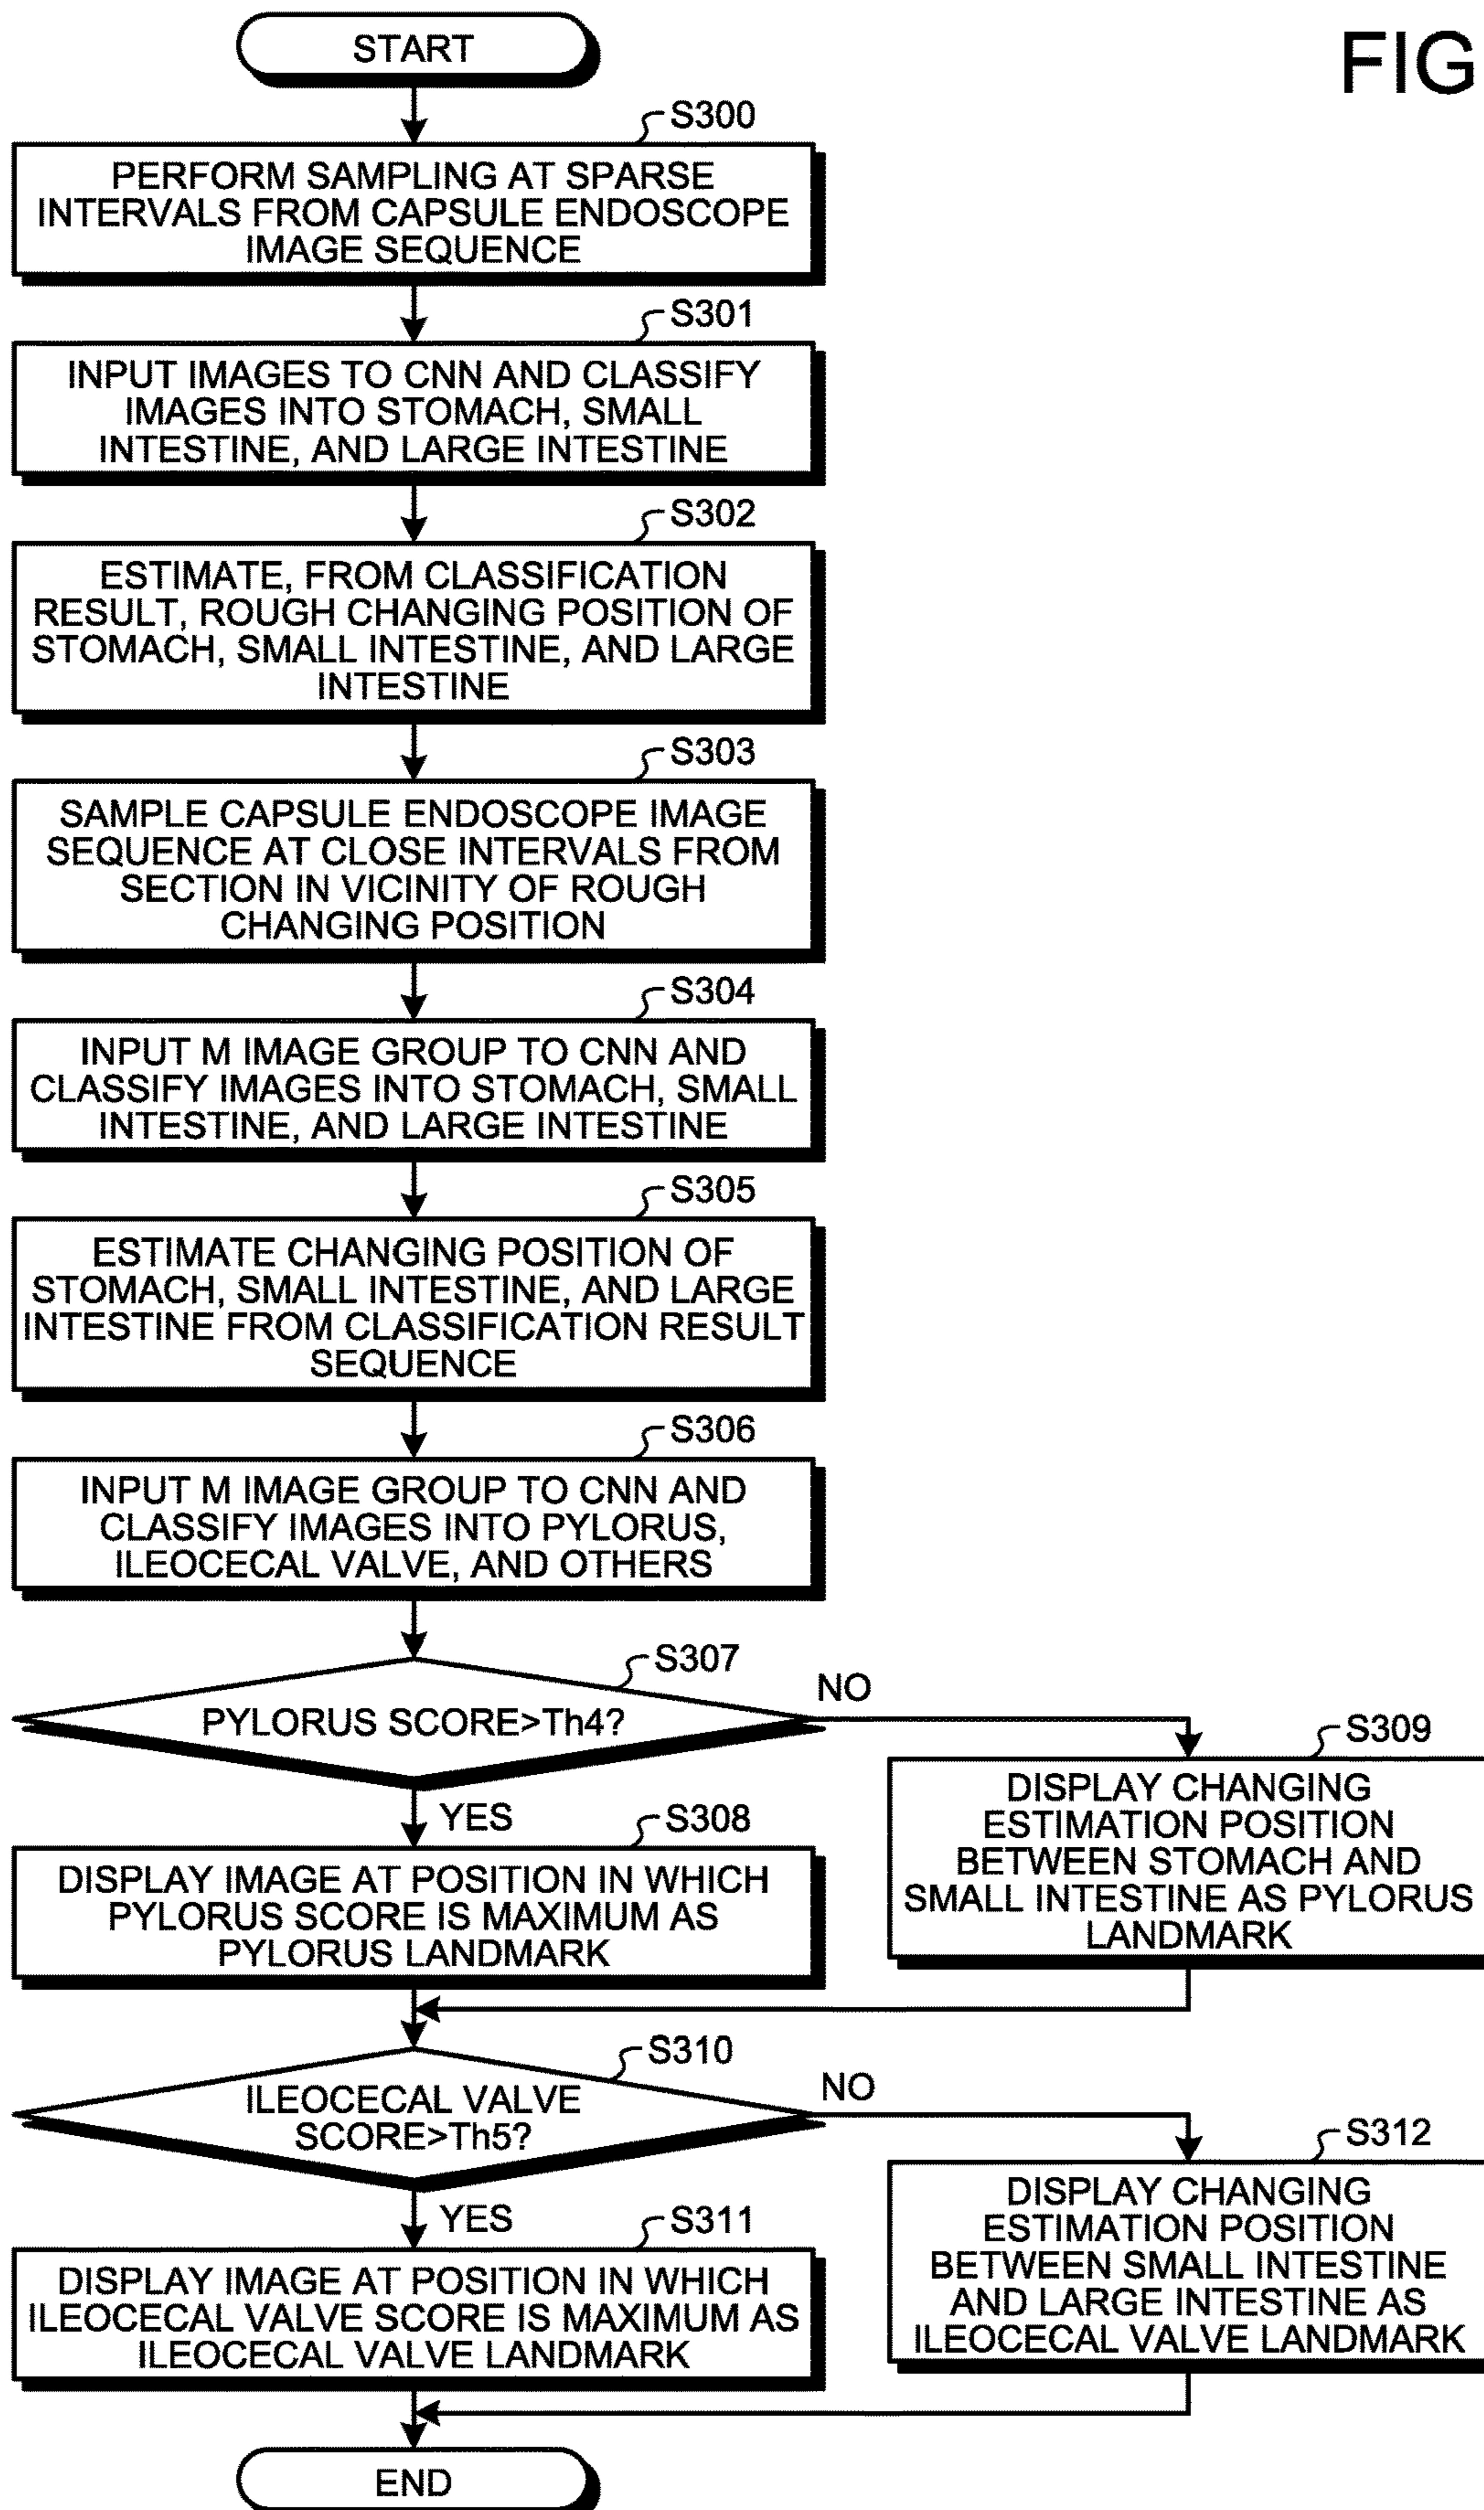 FIG
START
S300
PERFORM SAMPLING AT SPARSE
INTERVALS FROM CAPSULE ENDOSCOPE
IMAGE SEQUENCE
S301
INPUT IMAGES TO CNN AND CLASSIFY
IMAGES INTO STOMACH, SMALL
INTESTINE, AND LARGE INTESTINE
S302
ESTIMATE, FROM CLASSIFICATION
RESULT, ROUGH CHANGING POSITION OF
STOMACH, SMALL INTESTINE, AND LARGE
INTESTINE
S303
SAMPLE CAPSULE ENDOSCOPE IMAGE
SEQUENCE AT CLOSE INTERVALS FROM
SECTION IN VICINITY OF ROUGH
CHANGING POSITION
S304
INPUT M IMAGE GROUP TO CNN AND
CLASSIFY IMAGES INTO STOMACH, SMALL
INTESTINE, AND LARGE INTESTINE
S305
ESTIMATE CHANGING POSITION OF
STOMACH, SMALL INTESTINE, AND LARGE
INTESTINE FROM CLASSIFICATION RESULT
SEQUENCE
S306
INPUT M IMAGE GROUP TO CNN AND
CLASSIFY IMAGES INTO PYLORUS,
ILEOCECAL VALVE, AND OTHERS
S307
PYLORUS SCORE>Th4?
NO
YES
S308
DISPLAY IMAGE AT POSITION IN WHICH
PYLORUS SCORE IS MAXIMUM AS
PYLORUS LANDMARK
S309
DISPLAY CHANGING
ESTIMATION POSITION
BETWEEN STOMACH AND
SMALL INTESTINE AS PYLORUS
LANDMARK
S310
ILEOCECAL VALVE
SCORE>Th5?
NO
YES
S311
DISPLAY IMAGE AT POSITION IN WHICH
ILEOCECAL VALVE SCORE IS MAXIMUM AS
ILEOCECAL VALVE LANDMARK
S312
DISPLAY CHANGING
ESTIMATION POSITION
BETWEEN SMALL INTESTINE
AND LARGE INTESTINE AS
ILEOCECAL VALVE LANDMARK
END